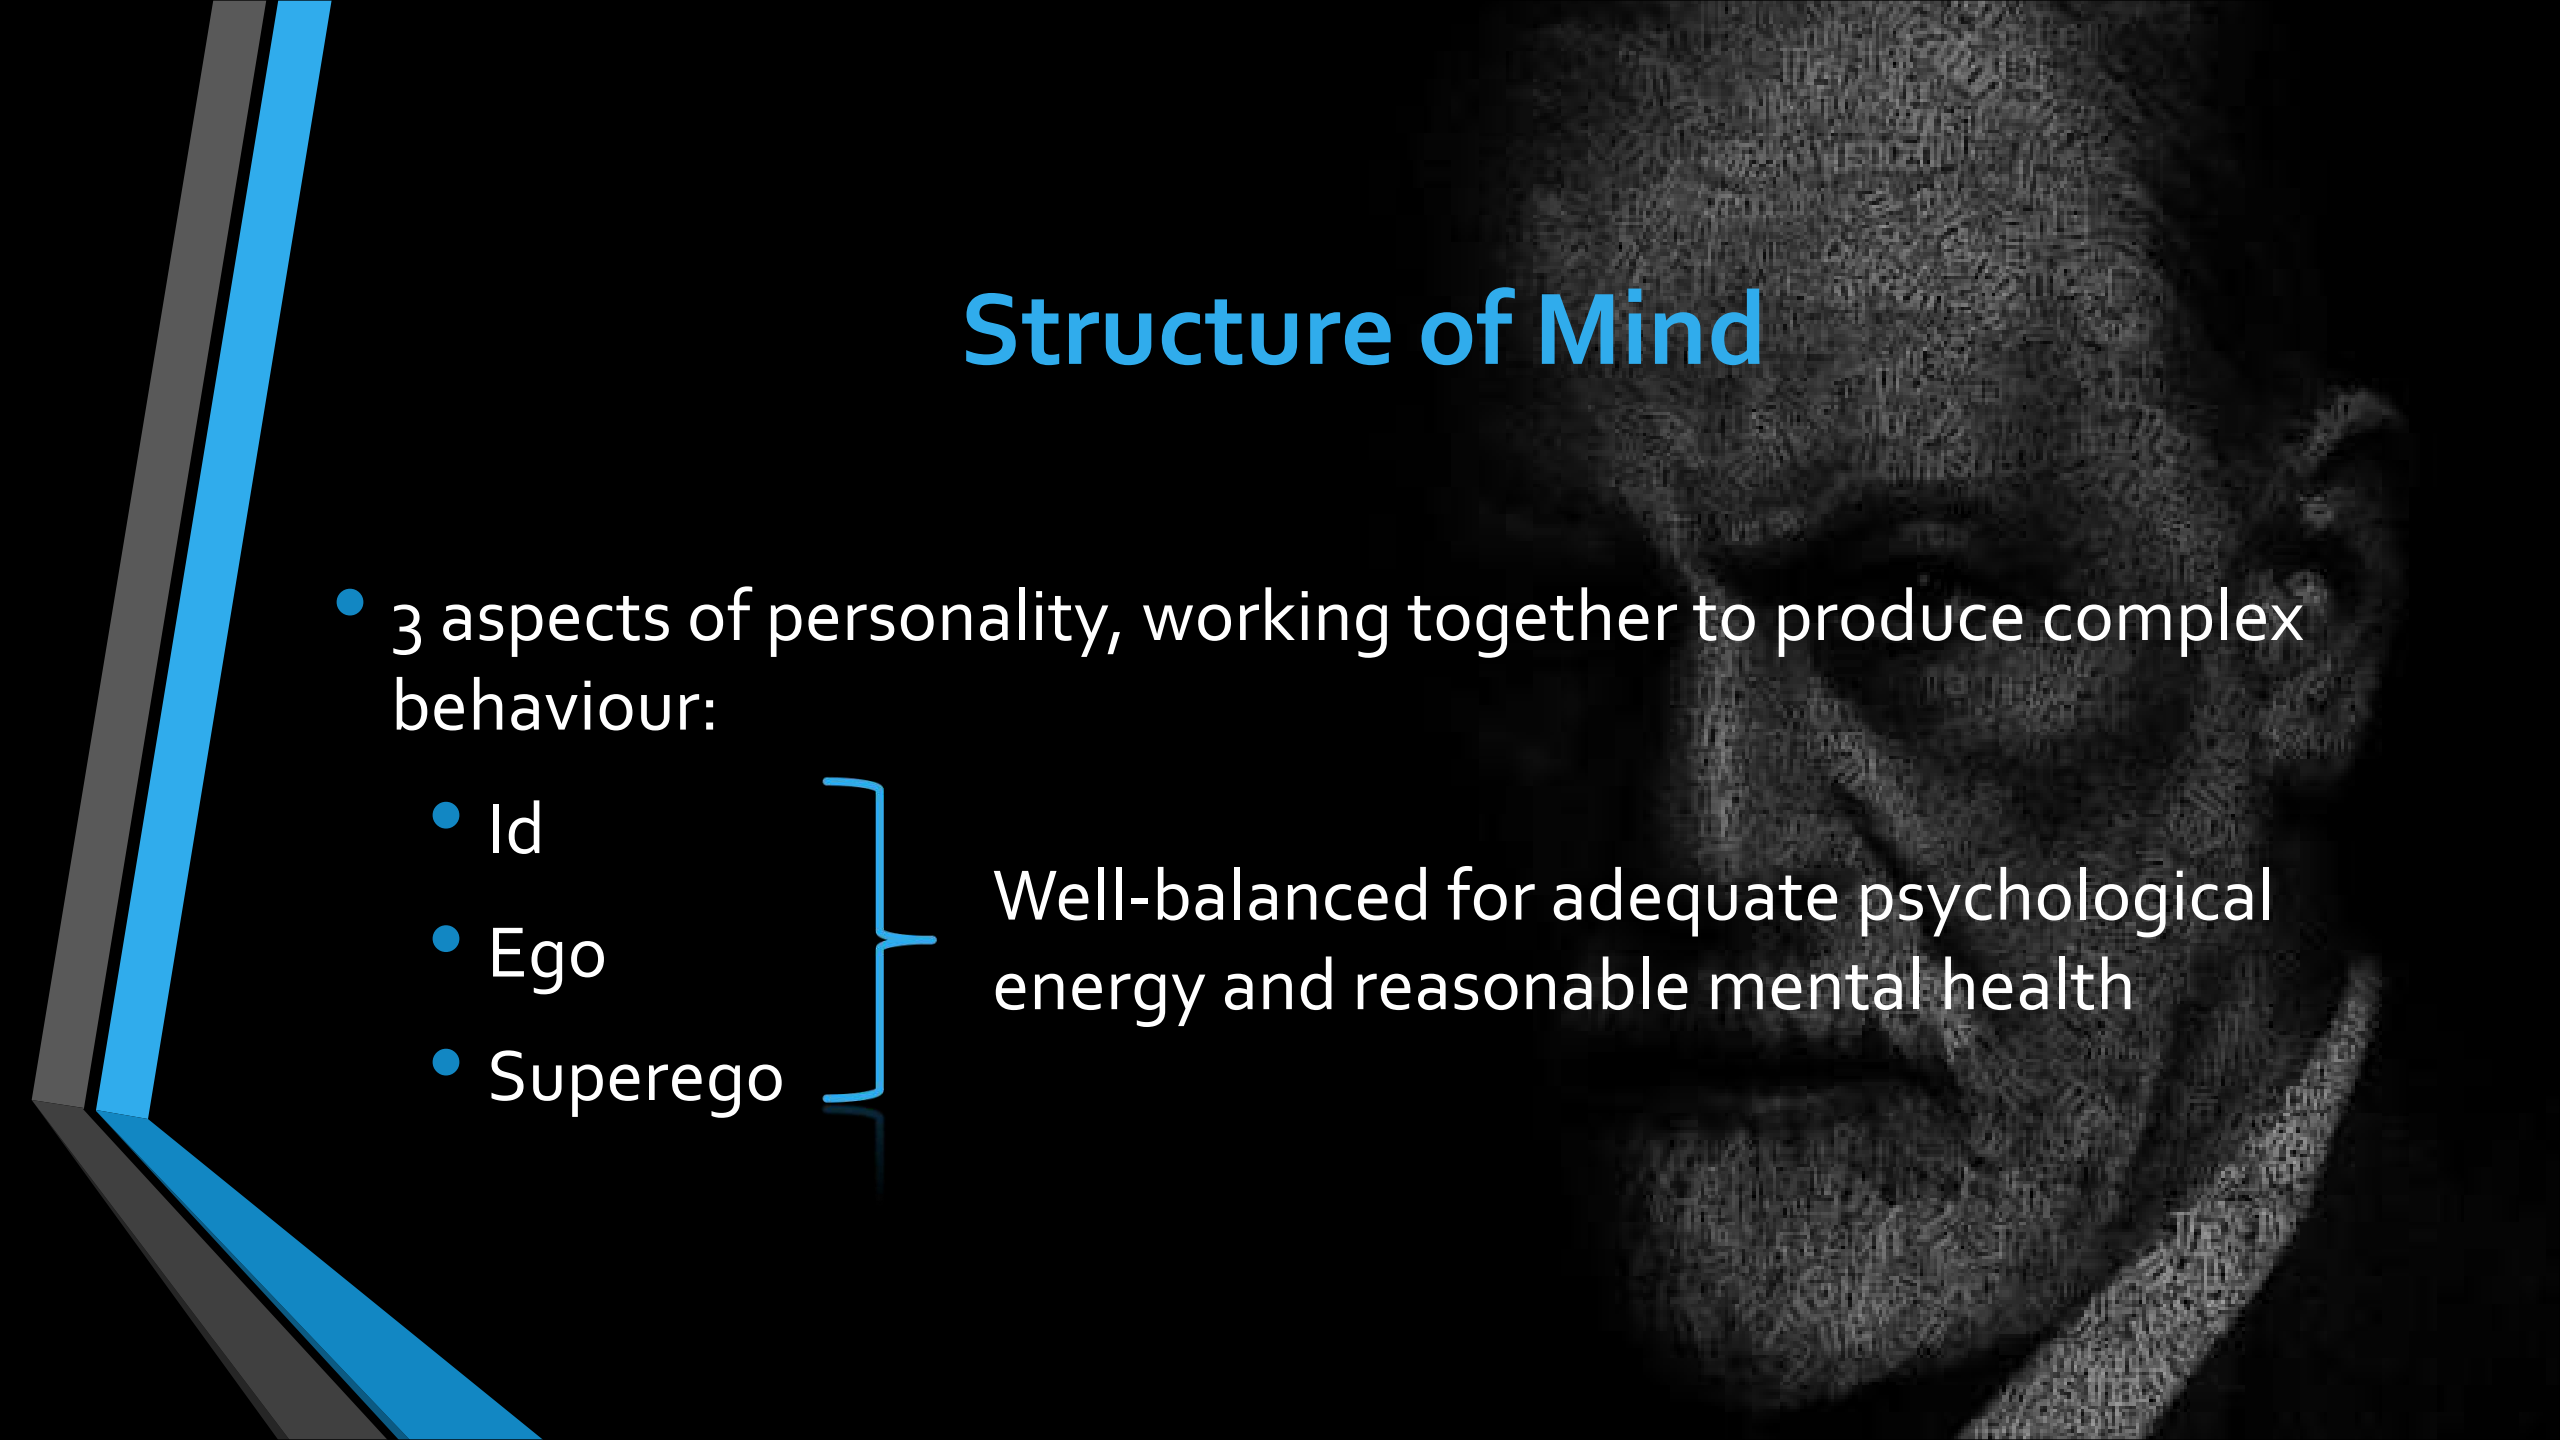 Structure of Mind
3 aspects of personality, working together to produce complex
behaviour:
Id
Ego
Superego
Well-balanced for adequate psychological
energy and reasonable mental health